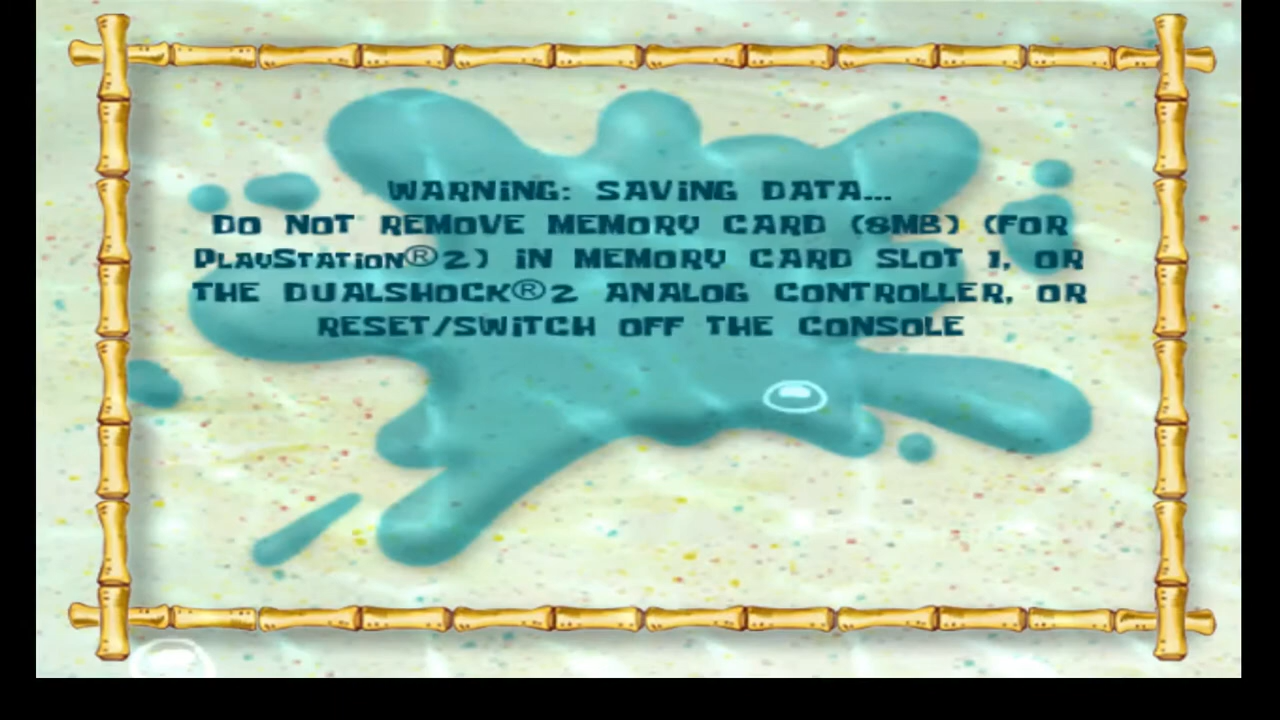 WARNING: SAVING DATA...
DO NOT REMOVE MEMORY CARD (8MB) (FOR
PLAYSTATION®2) IN MEMORY CARD SLOT 1, OR
THE DUALSHOCK®2 ANALOG CONTROLLER, OR
RESET/SWITCH OFF THE CONSOLE